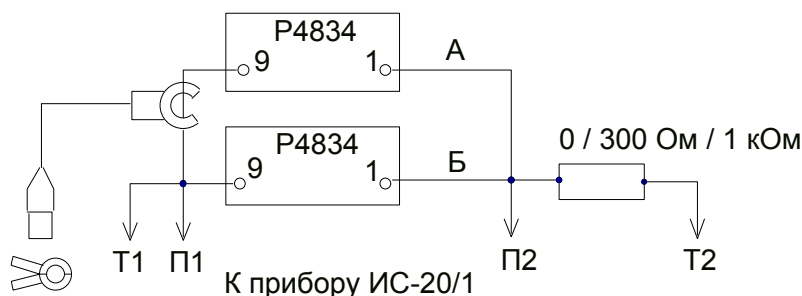 Р4834
9 1
А
Р4834
9 1
Б
0 / 300 Ом / 1 кОм
Т1 П1 П2 Т2
К прибору ИС-20/1